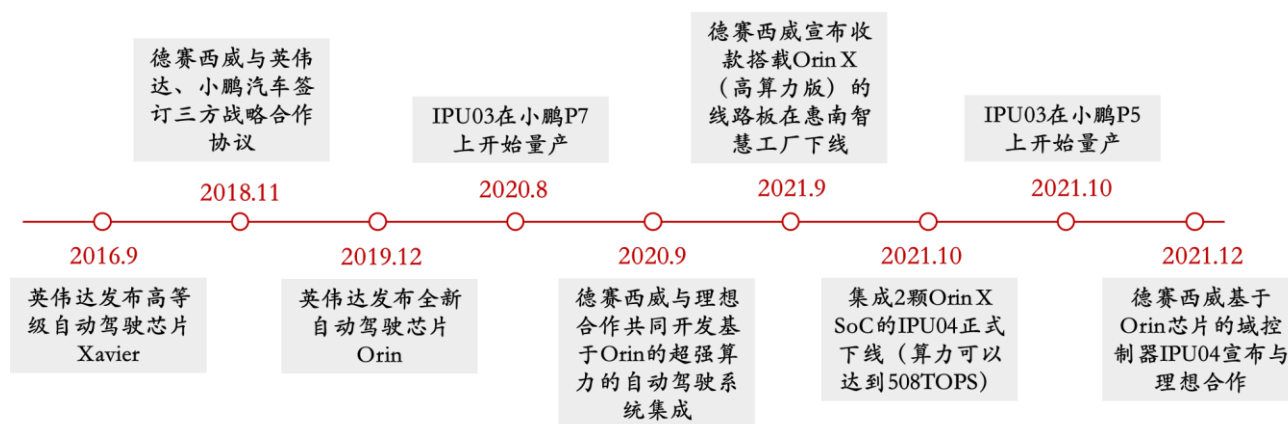 德赛西威与英伟
达、小鹏汽车签
订三方战略合作
协议
2018.11
IPU03在小鹏P7
上开始量产
2020.8
德赛西威宣布收
款搭载Orin X
（高算力版）的
线路板在惠南智
慧工厂下线
2021.9
IPU03在小鹏P5
上开始量产
2021.10
2016.9
英伟达发布高等
级自动驾驶芯片
Xavier
2019.12
英伟达发布全新
自动驾驶芯片
Orin
2020.9
德赛西威与理想
合作共同开发基
于Orin的超强算
力的自动驾驶系
统集成
2021.10
集成2颗Orin X
SoC的IPU04正式
下线（算力可以
达到508TOPS）
2021.12
德赛西威基于
Orin芯片的域控
制器IPU04宣布与
理想合作